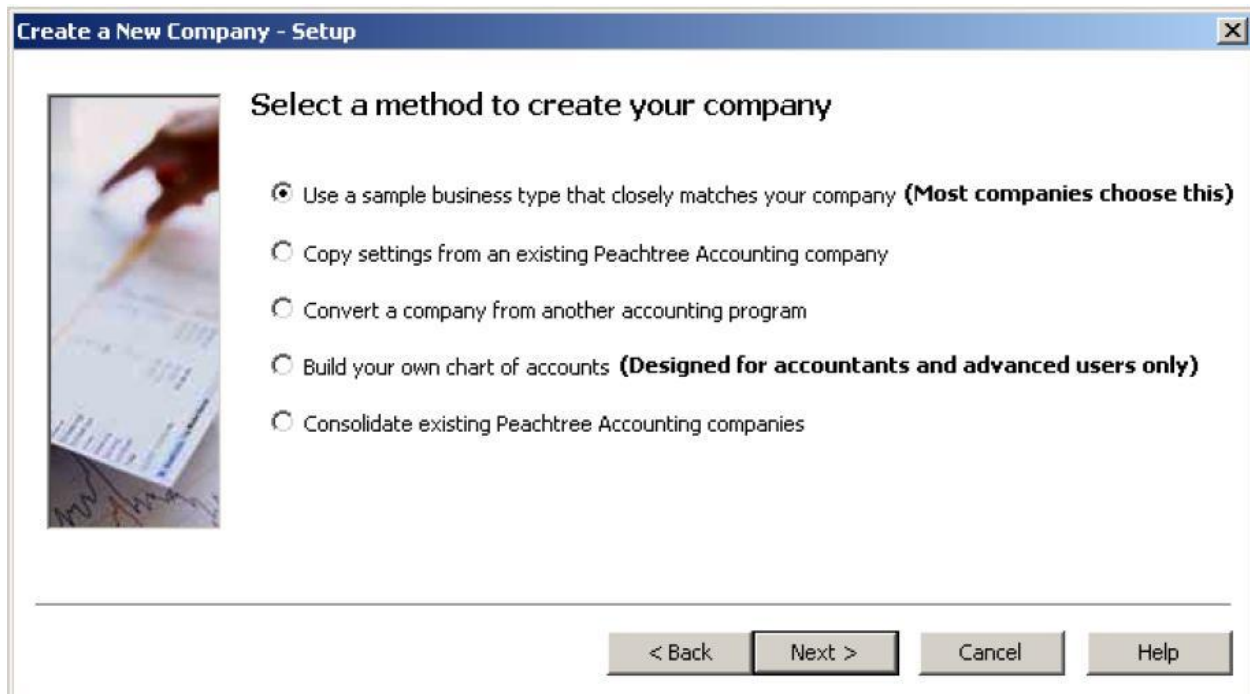 Create a New Company - Setup
Select a method to create your company
Use a sample business type that closely matches your company (Most companies choose this)
Copy settings from an existing Peachtree Accounting company
Convert a company from another accounting program
Build your own chart of accounts (Designed for accountants and advanced users only)
Consolidate existing Peachtree Accounting companies
< Back Next > Cancel Help